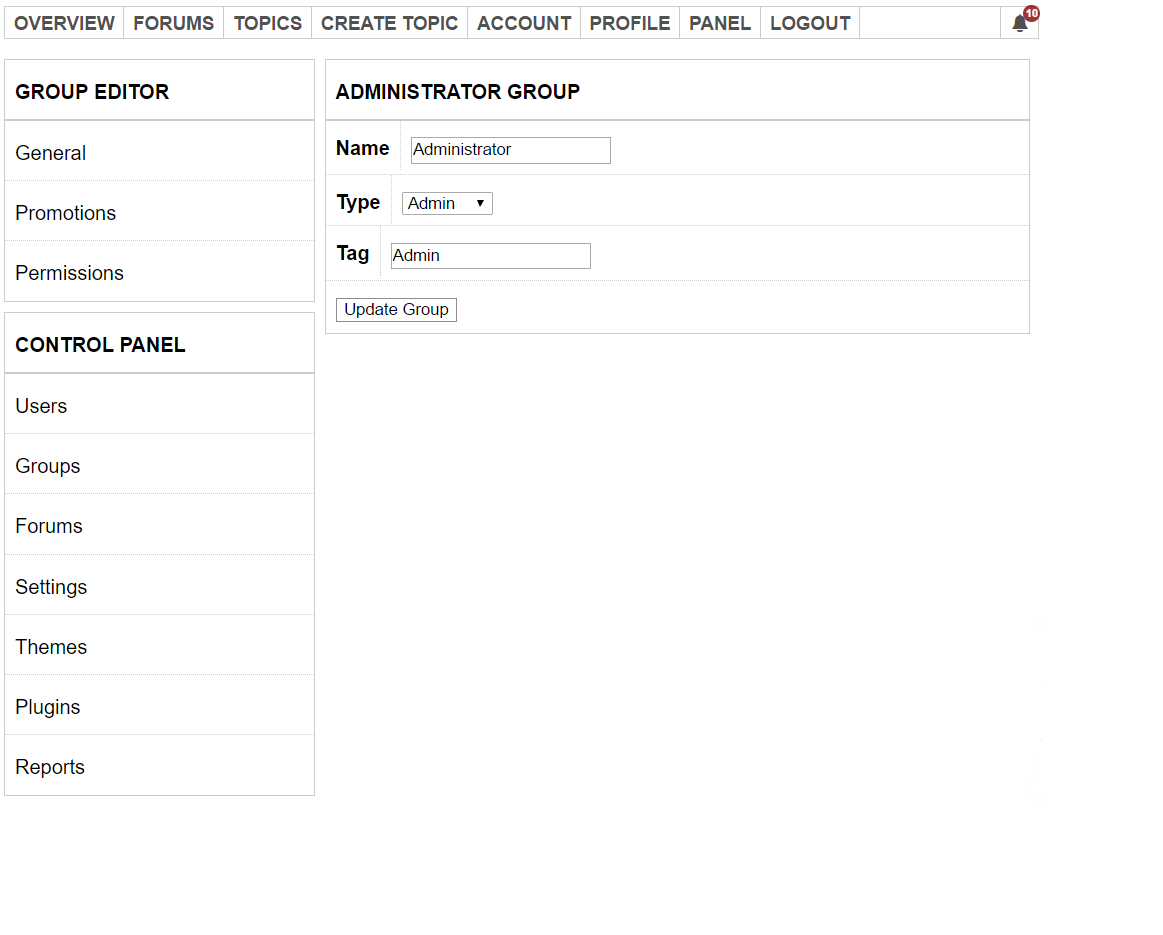 OVERVIEW FORUMS TOPICS CREATE TOPIC ACCOUNT PROFILE PANEL LOGOUT 10
GROUP EDITOR
General
Promotions
Permissions
CONTROL PANEL
Users
Groups
Forums
Settings
Themes
Plugins
Reports
ADMINISTRATOR GROUP
Name Administrator
Type Admin
Tag Admin
Update Group